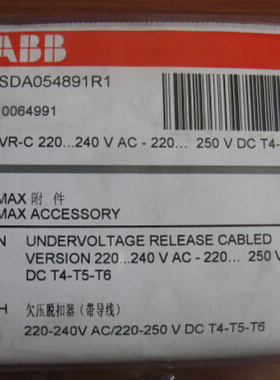 ABB
SDA054891R1
0064991
VR-C 220...240 V AC - 220... 250 V DC T4-
MAX 附 件
MAX ACCESSORY
N UNDERVOLTAGE RELEASE CABLED
VERSION 220...240 V AC - 220... 250 V
DC T4-T5-T6
H 欠压脱扣器（带导线）
220-240V AC/220-250 V DC T4-T5-T6